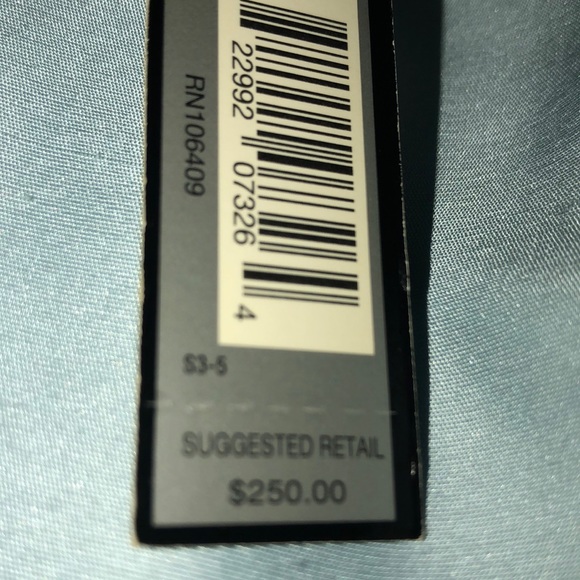 RN106409
22992 07326 4
S3-5
SUGGESTED RETAIL
$250.00